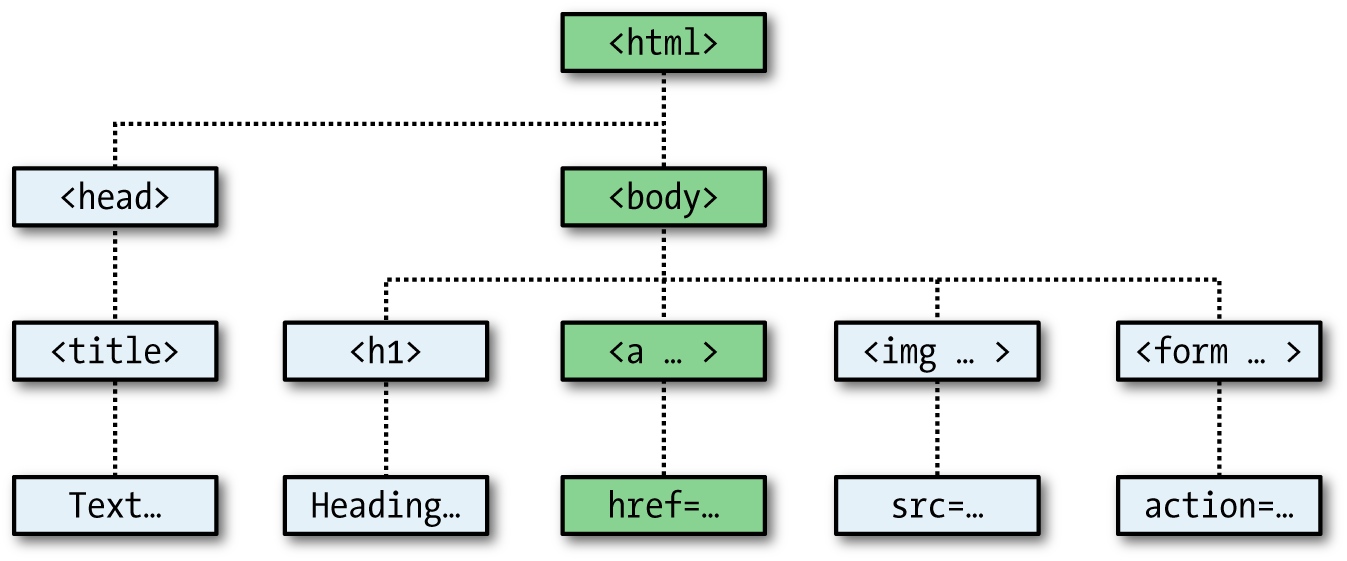 <html>
<head>
<body>
<title>
<h1>
<a … >
<img … >
<form … >
Text…
Heading…
href=…
src=…
action=…